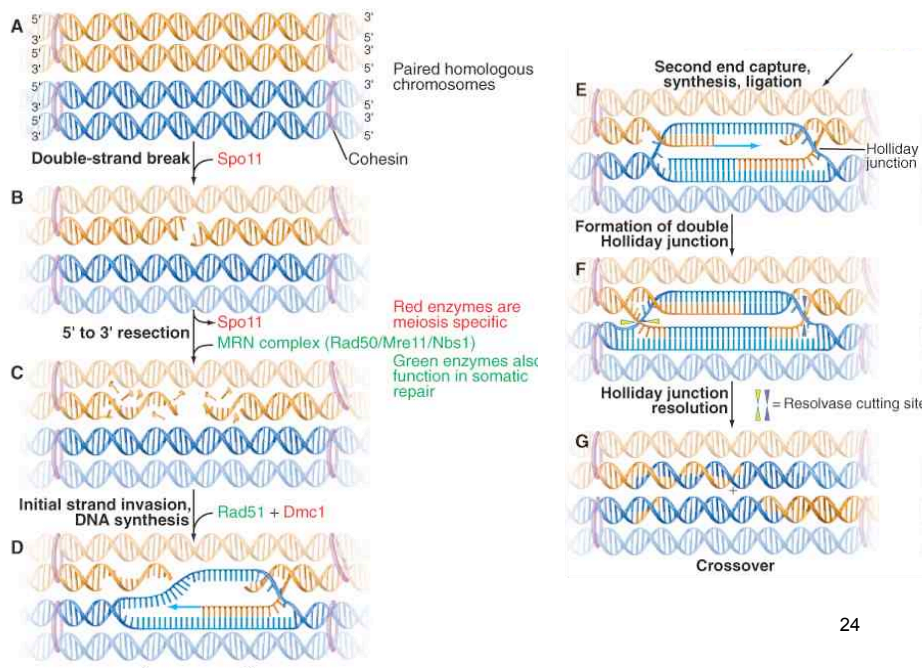 A
5' 3'
3' 5'
5' 3'
3' 5'
5' 3'
3' 5'
5' 3'
3' 5'
Paired homologous
chromosomes
Double-strand break
Spo11
Cohesin
B
5' to 3' resection
Spo11
MRN complex (Rad50/Mre11/Nbs1)
Red enzymes are
meiosis specific
Green enzymes also
function in somatic
repair
C
Initial strand invasion,
DNA synthesis
Rad51 + Dmc1
D
Second end capture,
synthesis, ligation
E
Holliday
junction
Formation of double
Holliday junction
F
Holliday junction
resolution
= Resolvase cutting site
G
+
Crossover
24